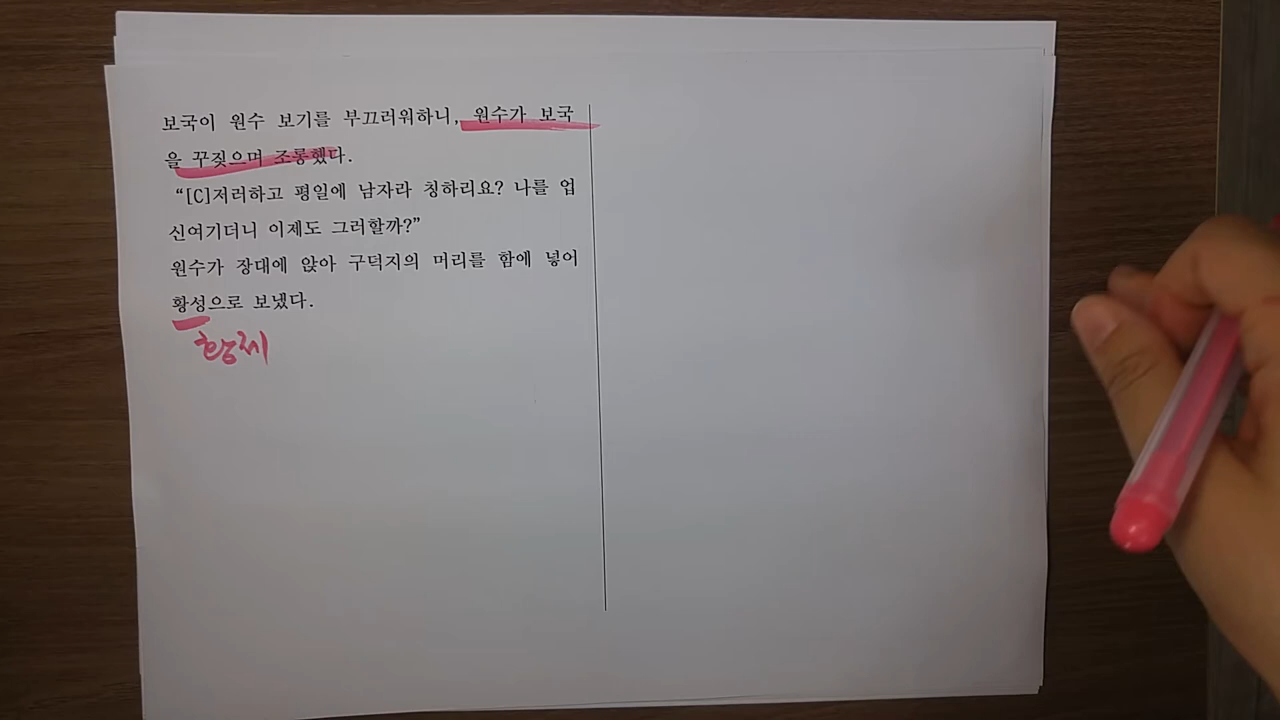 보국이 원수 보기를 부끄러워하니, 원수가 보국
을 꾸짖으며 조롱했다.
“[C]저러하고 평일에 남자라 칭하리요? 나를 업
신여기더니 이제도 그러할까?”
원수가 장대에 앉아 구덕지의 머리를 함에 넣어
황성으로 보냈다.
황제